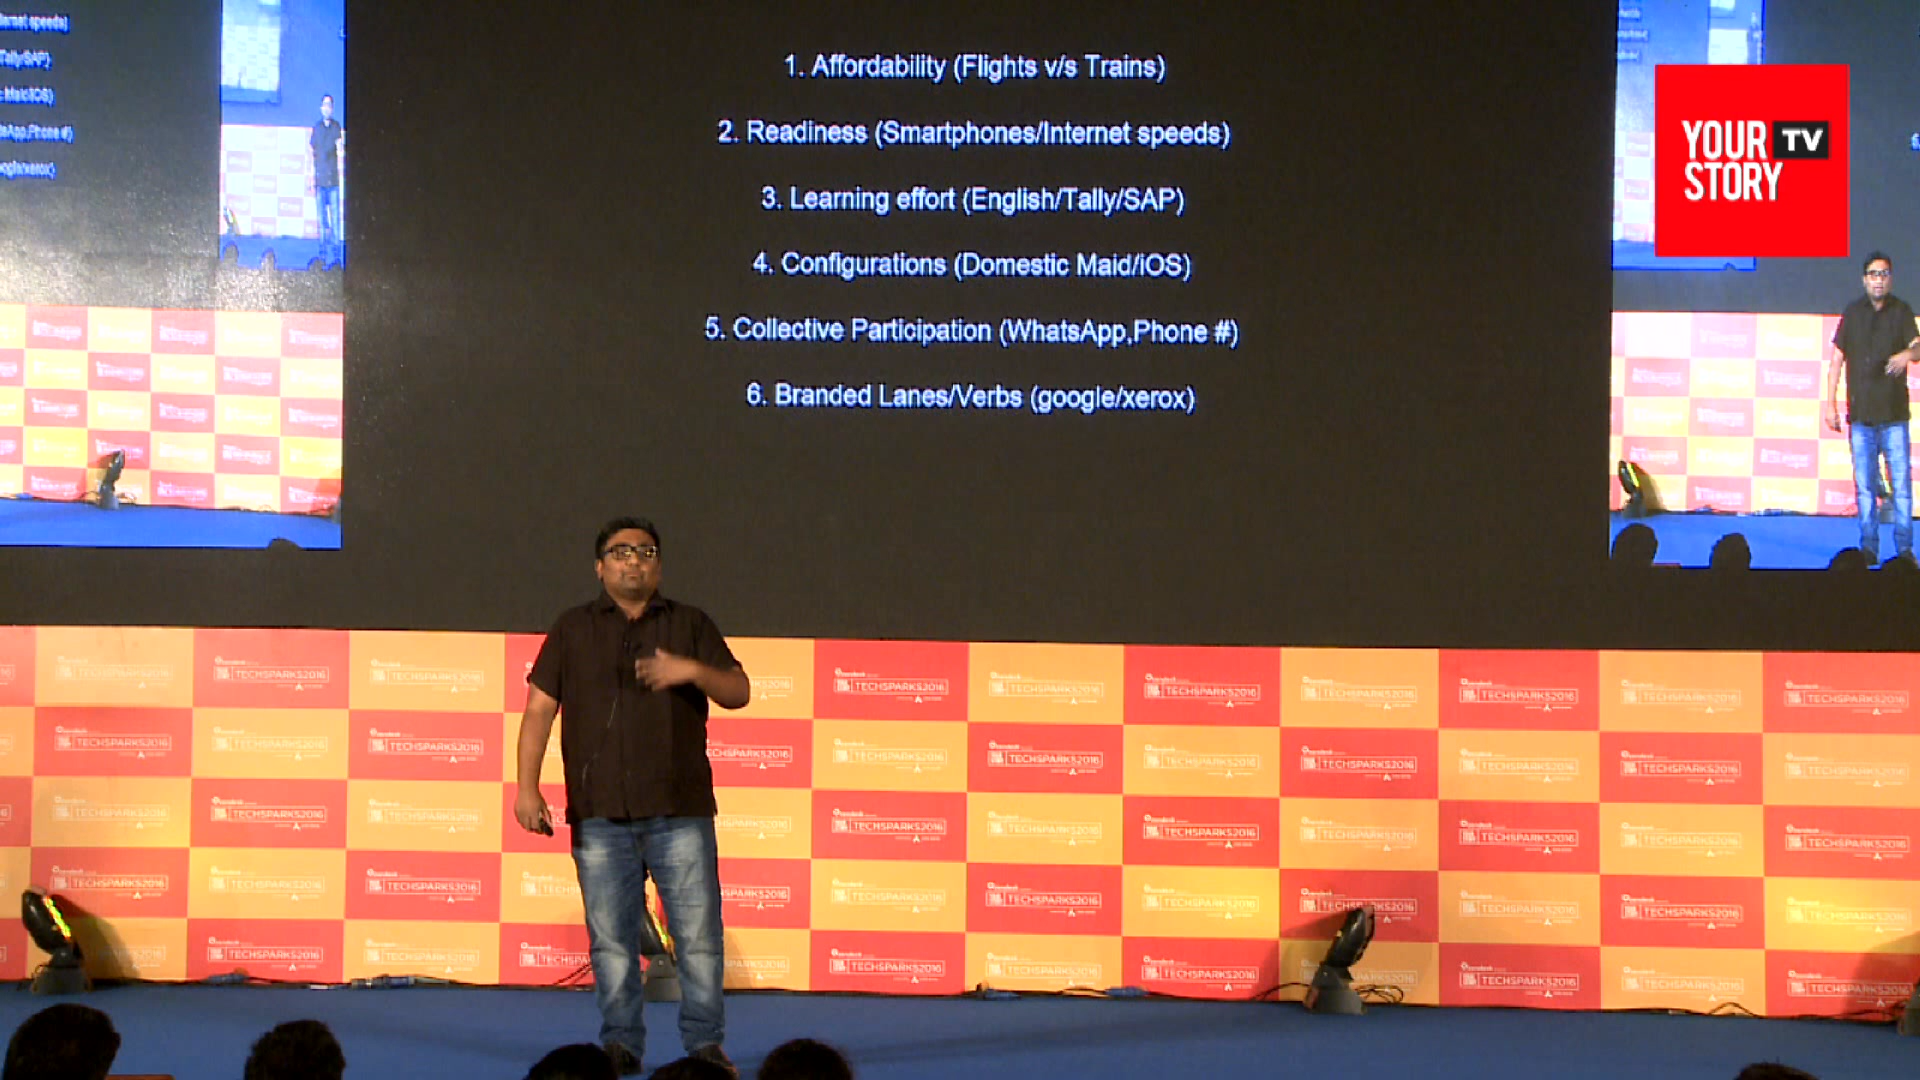 1. Affordability (Flights v/s Trains)
2. Readiness (Smartphones/Internet speeds)
3. Learning effort (English/Tally/SAP)
4. Configurations (Domestic Maid/iOS)
5. Collective Participation (WhatsApp,Phone #)
6. Branded Lanes/Verbs (google/xerox)
YOUR TV
STORY
TECHSPARKS2016